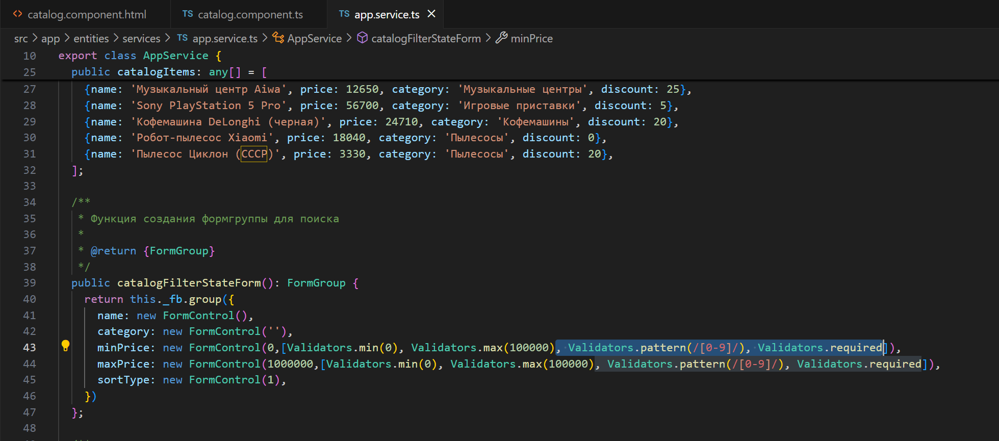 catalog.component.html TS catalog.component.ts TS app.service.ts
src app entities services TS app.service.ts AppService catalogFilterStateForm minPrice
10 export class AppService {
25 public catalogItems: any[] = [
27 {name: 'Музыкальный центр Aiwa', price: 12650, category: 'Музыкальные центры', discount: 25},
28 {name: 'Sony PlayStation 5 Pro', price: 56700, category: 'Игровые приставки', discount: 5},
29 {name: 'Кофемашина DeLonghi (черная)', price: 24710, category: 'Кофемашины', discount: 20},
30 {name: 'Робот-пылесос Xiaomi', price: 18040, category: 'Пылесосы', discount: 0},
31 {name: 'Пылесос Циклон (СССР)', price: 3330, category: 'Пылесосы', discount: 20},
32 ];
33
34 /**
35 * Функция создания формгруппы для поиска
36 *
37 * @return {FormGroup}
38 */
39 public catalogFilterStateForm(): FormGroup {
40 return this._fb.group({
41 name: new FormControl(),
42 category: new FormControl(''),
43 minPrice: new FormControl(0,[Validators.min(0), Validators.max(100000), Validators.pattern(/[0-9]/), Validators.required]),
44 maxPrice: new FormControl(1000000,[Validators.min(0), Validators.max(100000), Validators.pattern(/[0-9]/), Validators.required]),
45 sortType: new FormControl(1),
46 })
47 };
48